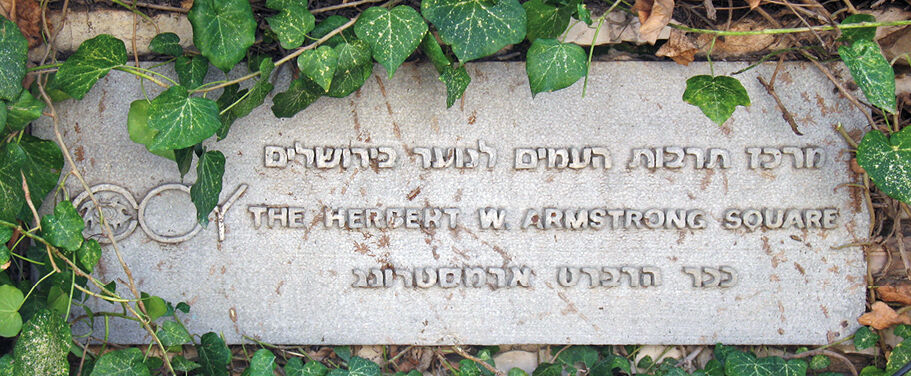 מרכז תרבות העמים לנוער בירושלים
THE HERBERT W. ARMSTRONG SQUARE
ככר הרברט ארמסטרונג